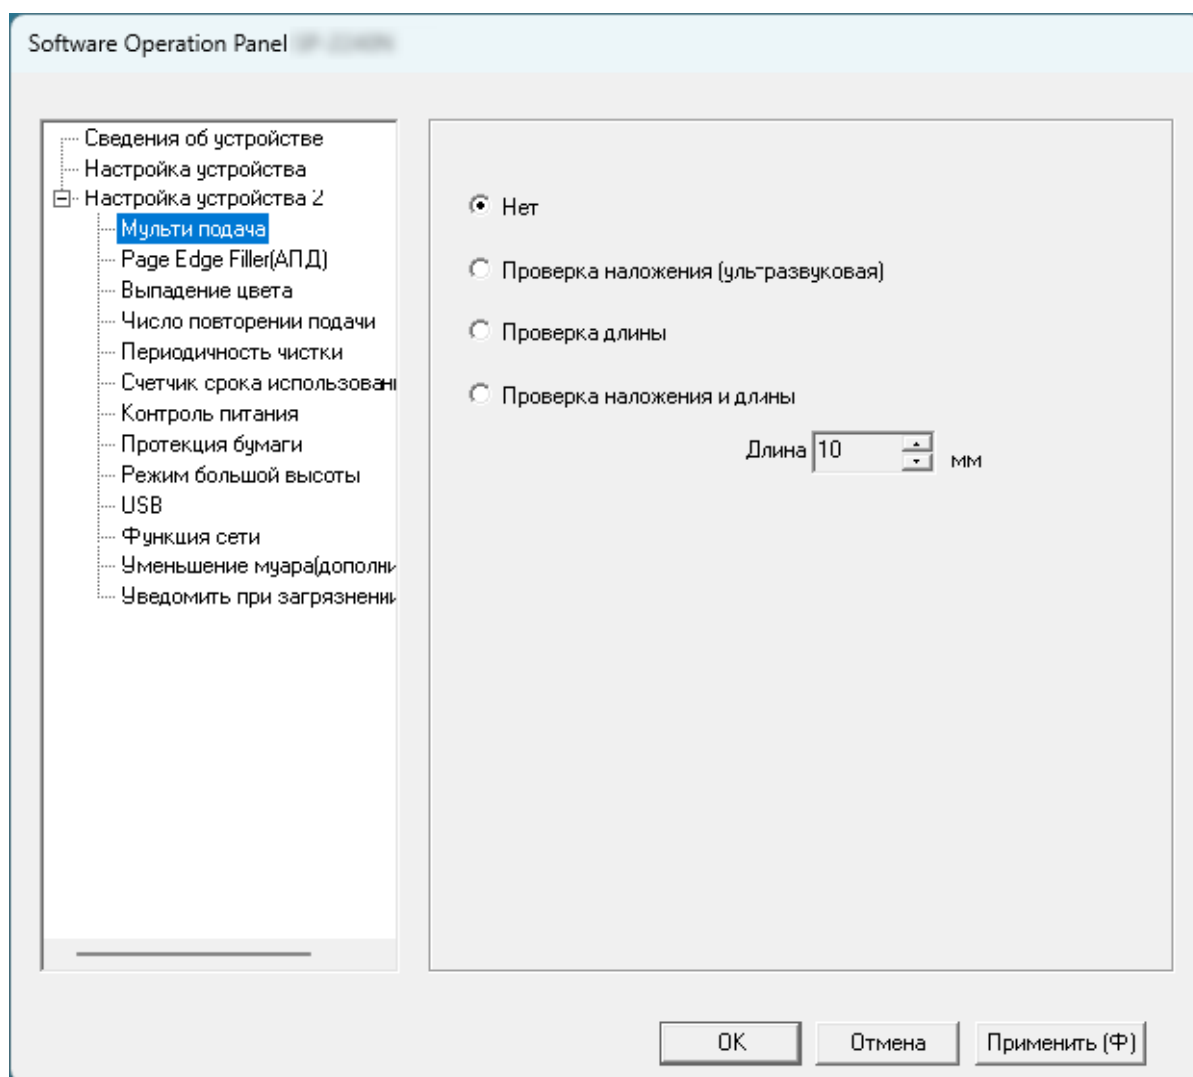 Software Operation Panel
Сведения об устройстве
Настройка устройства
Настройка устройства 2
Мульти подача
Page Edge Filler(АПД)
Выпадение цвета
Число повторении подачи
Периодичность чистки
Счетчик срока использовани
Контроль питания
Протекция бумаги
Режим большой высоты
USB
Функция сети
Уменьшение муара(дополни
Уведомить при загрязнении
Нет
Проверка наложения (ультразвуковая)
Проверка длины
Проверка наложения и длины
Длина 10 мм
OK Отмена Применить (Ф)